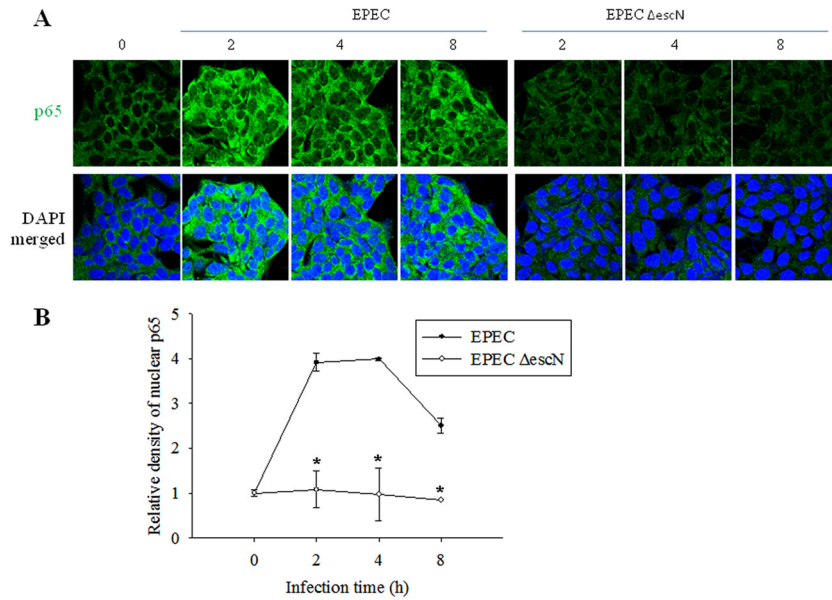 A
EPEC
EPEC ΔescN
0
2
4
8
2
4
8
p65
DAPI
merged
B
Relative density of nuclear p65
5
4
3
2
1
0
EPEC
EPEC ΔescN
*
*
*
0
2
4
8
Infection time (h)